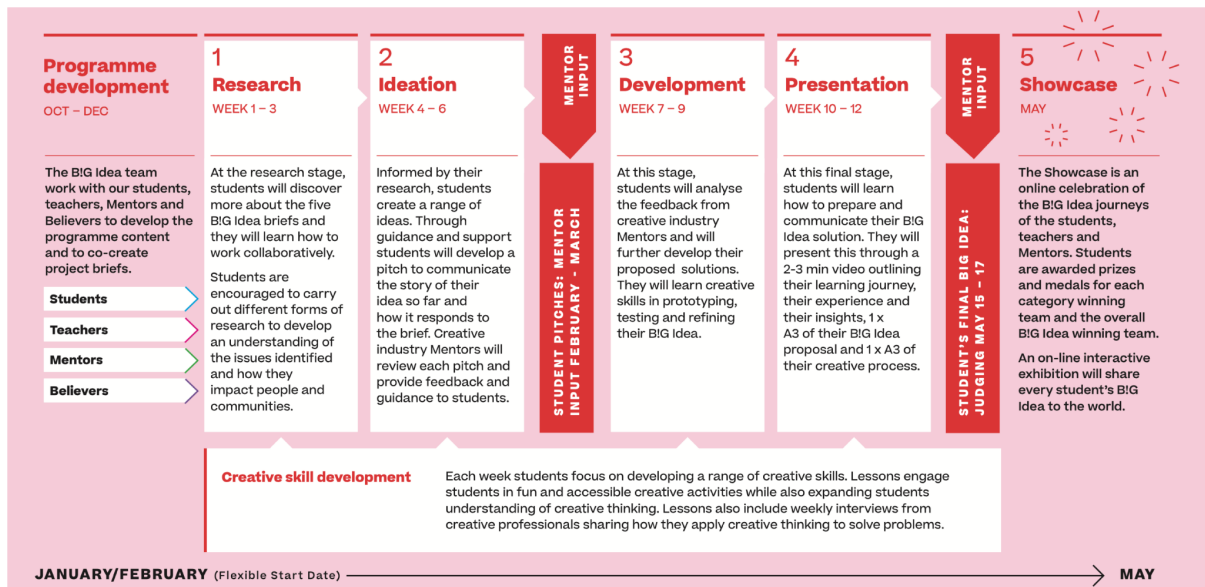 Programme
development
OCT – DEC
The B!G Idea team
work with our students,
teachers, Mentors and
Believers to develop the
programme content
and to co-create
project briefs.
Students
Teachers
Mentors
Believers
1
Research
WEEK 1 – 3
At the research stage,
students will discover
more about the five
B!G Idea briefs and
they will learn how to
work collaboratively.
Students are
encouraged to carry
out different forms of
research to develop
an understanding of
the issues identified
and how they
impact people and
communities.
2
Ideation
WEEK 4 – 6
Informed by their
research, students
create a range of
ideas. Through
guidance and support
students will develop a
pitch to communicate
the story of their
idea so far and
how it responds to
the brief. Creative
industry Mentors will
review each pitch and
provide feedback and
guidance to students.
MENTOR
INPUT
STUDENT PITCHES: MENTOR
INPUT FEBRUARY - MARCH
3
Development
WEEK 7 – 9
At this stage,
students will analyse
the feedback from
creative industry
Mentors and will
further develop their
proposed solutions.
They will learn creative
skills in prototyping,
testing and refining
their B!G Idea.
4
Presentation
WEEK 10 – 12
At this final stage,
students will learn
how to prepare and
communicate their B!G
Idea solution. They will
present this through a
2-3 min video outlining
their learning journey,
their experience and
their insights, 1 x
A3 of their B!G Idea
proposal and 1 x A3 of
their creative process.
MENTOR
INPUT
STUDENT'S FINAL BIG IDEA:
JUDGING MAY 15 – 17
5
Showcase
MAY
The Showcase is an
online celebration of
the B!G Idea journeys
of the students,
teachers and
Mentors. Students
are awarded prizes
and medals for each
category winning
team and the overall
B!G Idea winning team.
An on-line interactive
exhibition will share
every student's B!G
Idea to the world.
Creative skill development
Each week students focus on developing a range of creative skills. Lessons engage
students in fun and accessible creative activities while also expanding students
understanding of creative thinking. Lessons also include weekly interviews from
creative professionals sharing how they apply creative thinking to solve problems.
JANUARY/FEBRUARY (Flexible Start Date)
MAY